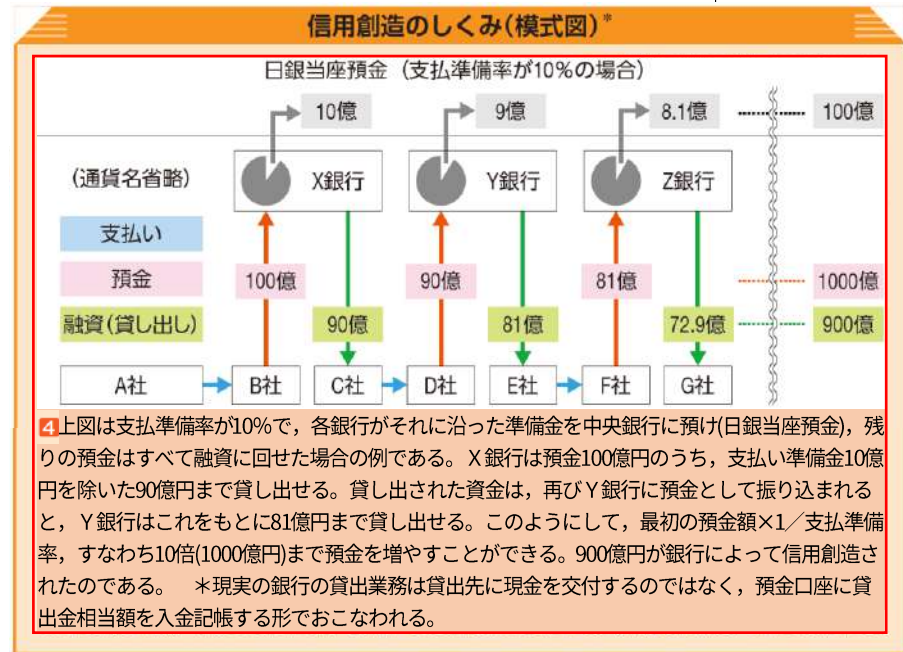 信用創造のしくみ(模式図)*
日銀当座預金(支払準備率が10%の場合)
10億 9億 8.1億 100億
(通貨名省略) X銀行 Y銀行 Z銀行
支払い
預金 100億 90億 81億 1000億
融資(貸し出し) 90億 81億 72.9億 900億
A社 B社 C社 D社 E社 F社 G社
4上図は支払準備率が10%で，各銀行がそれに沿った準備金を中央銀行に預け(日銀当座預金)，残
りの預金はすべて融資に回せた場合の例である。X銀行は預金100億円のうち，支払い準備金10億
円を除いた90億円まで貸し出せる。貸し出された資金は，再びY銀行に預金として振り込まれる
と，Y銀行はこれをもとに81億円まで貸し出せる。このようにして，最初の預金額×1／支払準備
率，すなわち10倍(1000億円)まで預金を増やすことができる。900億円が銀行によって信用創造さ
れたのである。 ＊現実の銀行の貸出業務は貸出先に現金を交付するのではなく，預金口座に貸
出金相当額を入金記帳する形でおこなわれる。